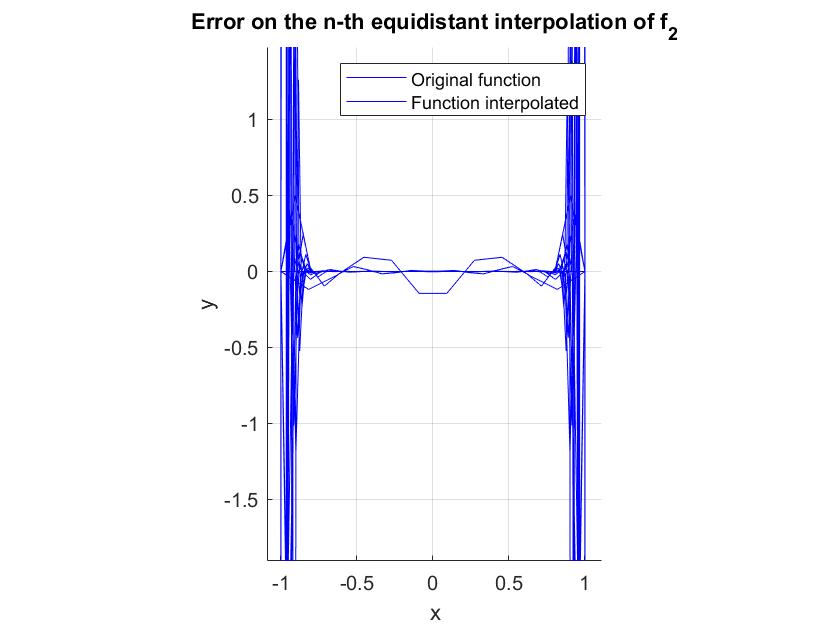 Error on the n-th equidistant interpolation of f2
Original function
Function interpolated
1
0.5
0
-0.5
-1
-1.5
y
-1
-0.5
0
0.5
1
x